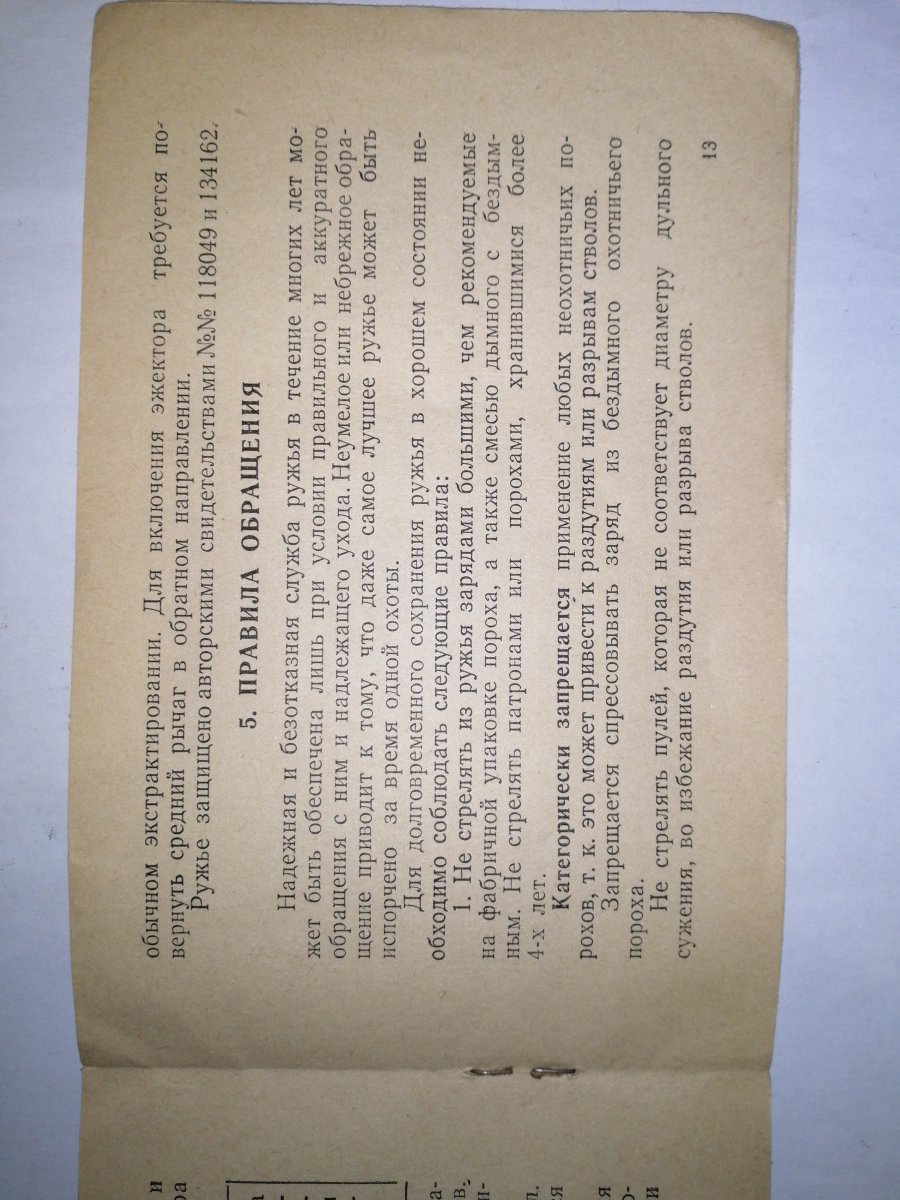 обычном экстрактировании. Для включения эжектора требуется по-
вернуть средний рычаг в обратном направлении.
Ружье защищено авторскими свидетельствами №№ 118049 и 134162.
5. ПРАВИЛА ОБРАЩЕНИЯ
Надежная и безотказная служба ружья в течение многих лет мо-
жет быть обеспечена лишь при условии правильного и аккуратного
обращения с ним и надлежащего ухода. Неумелое или небрежное обра-
щение приводит к тому, что даже самое лучшее ружье может быть
испорчено за время одной охоты.
Для долговременного сохранения ружья в хорошем состоянии не-
обходимо соблюдать следующие правила:
1. Не стрелять из ружья зарядами большими, чем рекомендуемые
на фабричной упаковке пороха, а также смесью дымного с бездым-
ным. Не стрелять патронами или порохами, хранившимися более
4-х лет.
Категорически запрещается применение любых неохотничьих по-
рохов, т. к. это может привести к раздутиям или разрывам стволов.
Запрещается спрессовывать заряд из бездымного охотничьего
пороха.
Не стрелять пулей, которая не соответствует диаметру дульного
сужения, во избежание раздутия или разрыва стволов.
13